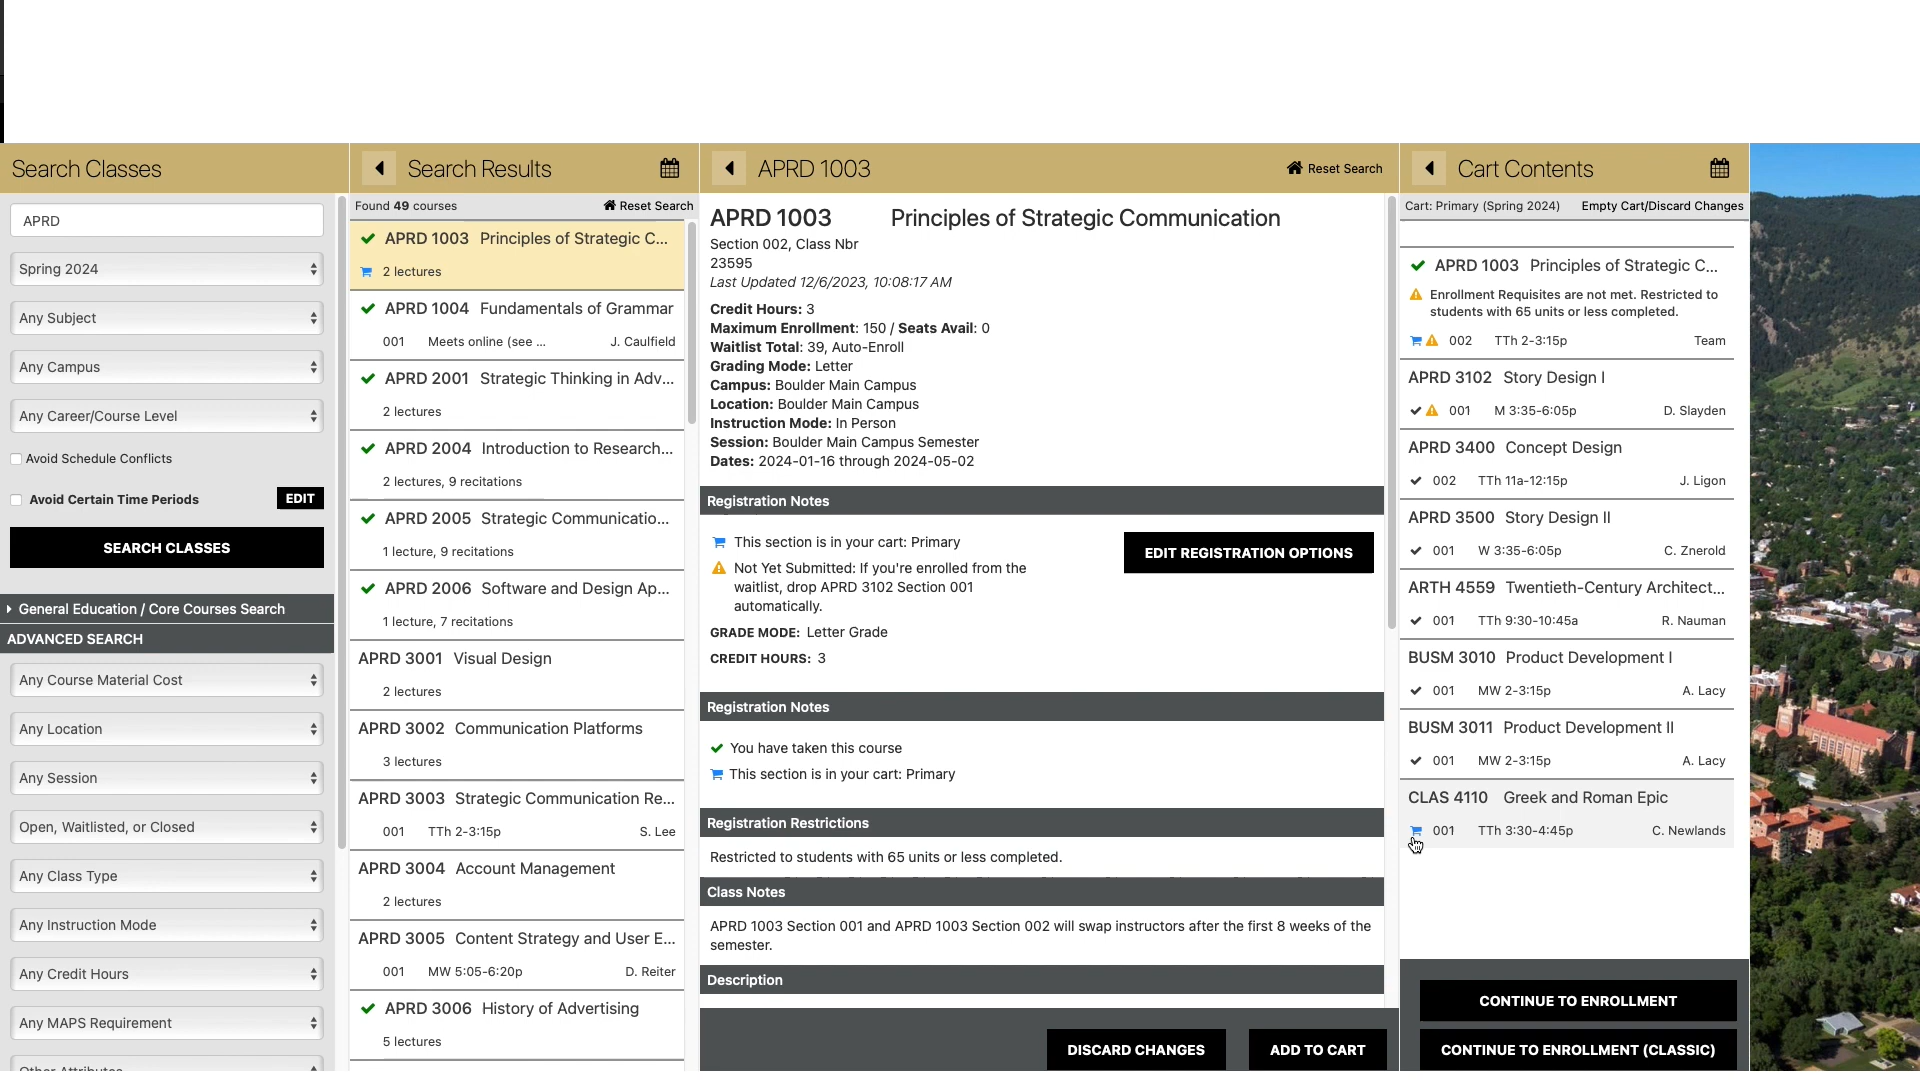 Search Classes
APRD
Spring 2024
Any Subject
Any Campus
Any Career/Course Level
Avoid Schedule Conflicts
Avoid Certain Time Periods
EDIT
SEARCH CLASSES
General Education / Core Courses Search
ADVANCED SEARCH
Any Course Material Cost
Any Location
Any Session
Open, Waitlisted, or Closed
Any Class Type
Any Instruction Mode
Any Credit Hours
Any MAPS Requirement
Search Results
Found 49 courses
Reset Search
APRD 1003 Principles of Strategic C...
2 lectures
APRD 1004 Fundamentals of Grammar
001 Meets online (see ... J. Caulfield
APRD 2001 Strategic Thinking in Adv...
2 lectures
APRD 2004 Introduction to Research...
2 lectures, 9 recitations
APRD 2005 Strategic Communicatio...
1 lecture, 9 recitations
APRD 2006 Software and Design Ap...
1 lecture, 7 recitations
APRD 3001 Visual Design
2 lectures
APRD 3002 Communication Platforms
3 lectures
APRD 3003 Strategic Communication Re...
001 TTh 2-3:15p S. Lee
APRD 3004 Account Management
2 lectures
APRD 3005 Content Strategy and User E...
001 MW 5:05-6:20p D. Reiter
APRD 3006 History of Advertising
5 lectures
APRD 1003
Reset Search
APRD 1003 Principles of Strategic Communication
Section 002, Class Nbr
23595
Last Updated 12/6/2023, 10:08:17 AM
Credit Hours: 3
Maximum Enrollment: 150 / Seats Avail: 0
Waitlist Total: 39, Auto-Enroll
Grading Mode: Letter
Campus: Boulder Main Campus
Location: Boulder Main Campus
Instruction Mode: In Person
Session: Boulder Main Campus Semester
Dates: 2024-01-16 through 2024-05-02
Registration Notes
This section is in your cart: Primary
Not Yet Submitted: If you're enrolled from the
waitlist, drop APRD 3102 Section 001
automatically.
EDIT REGISTRATION OPTIONS
GRADE MODE: Letter Grade
CREDIT HOURS: 3
Registration Notes
You have taken this course
This section is in your cart: Primary
Registration Restrictions
Restricted to students with 65 units or less completed.
Class Notes
APRD 1003 Section 001 and APRD 1003 Section 002 will swap instructors after the first 8 weeks of the
semester.
Description
DISCARD CHANGES
ADD TO CART
Cart Contents
Cart: Primary (Spring 2024)
Empty Cart/Discard Changes
APRD 1003 Principles of Strategic C...
Enrollment Requisites are not met. Restricted to
students with 65 units or less completed.
002 TTh 2-3:15p Team
APRD 3102 Story Design I
001 M 3:35-6:05p D. Slayden
APRD 3400 Concept Design
002 TTh 11a-12:15p J. Ligon
APRD 3500 Story Design II
001 W 3:35-6:05p C. Znerold
ARTH 4559 Twentieth-Century Architect...
001 TTh 9:30-10:45a R. Nauman
BUSM 3010 Product Development I
001 MW 2-3:15p A. Lacy
BUSM 3011 Product Development II
001 MW 2-3:15p A. Lacy
CLAS 4110 Greek and Roman Epic
001 TTh 3:30-4:45p C. Newlands
CONTINUE TO ENROLLMENT
CONTINUE TO ENROLLMENT (CLASSIC)